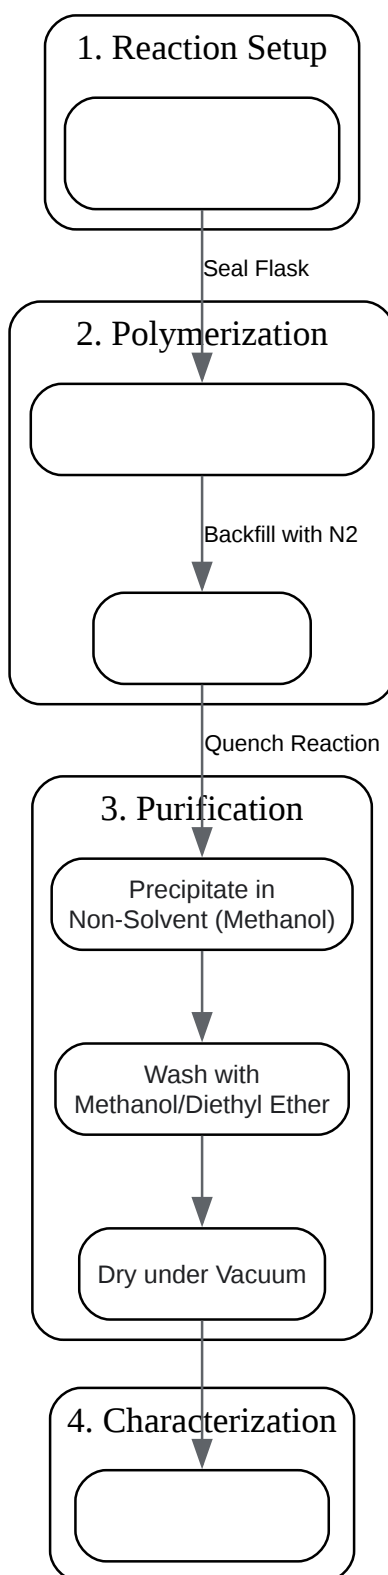 1. Reaction Setup
Seal Flask
2. Polymerization
Backfill with N2
Quench Reaction
3. Purification
Precipitate in
Non-Solvent (Methanol)
Wash with
Methanol/Diethyl Ether
Dry under Vacuum
4. Characterization